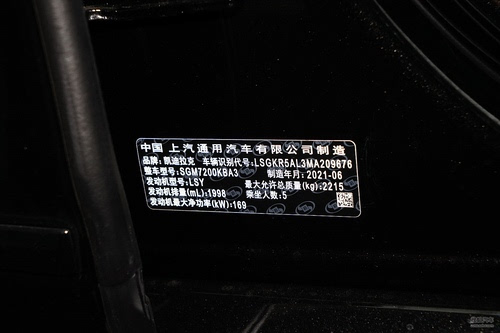 中国 上汽通用汽车有限公司制造
品牌:凯迪拉克 车辆识别代号:LSGKR5AL3MA209876
整车型号:SGM7200KBA3 制造年月:2021-06
发动机型号:LSY 最大允许总质量(kg):2215
发动机排量(mL):1998 乘坐人数:5
发动机最大净功率(kW):169